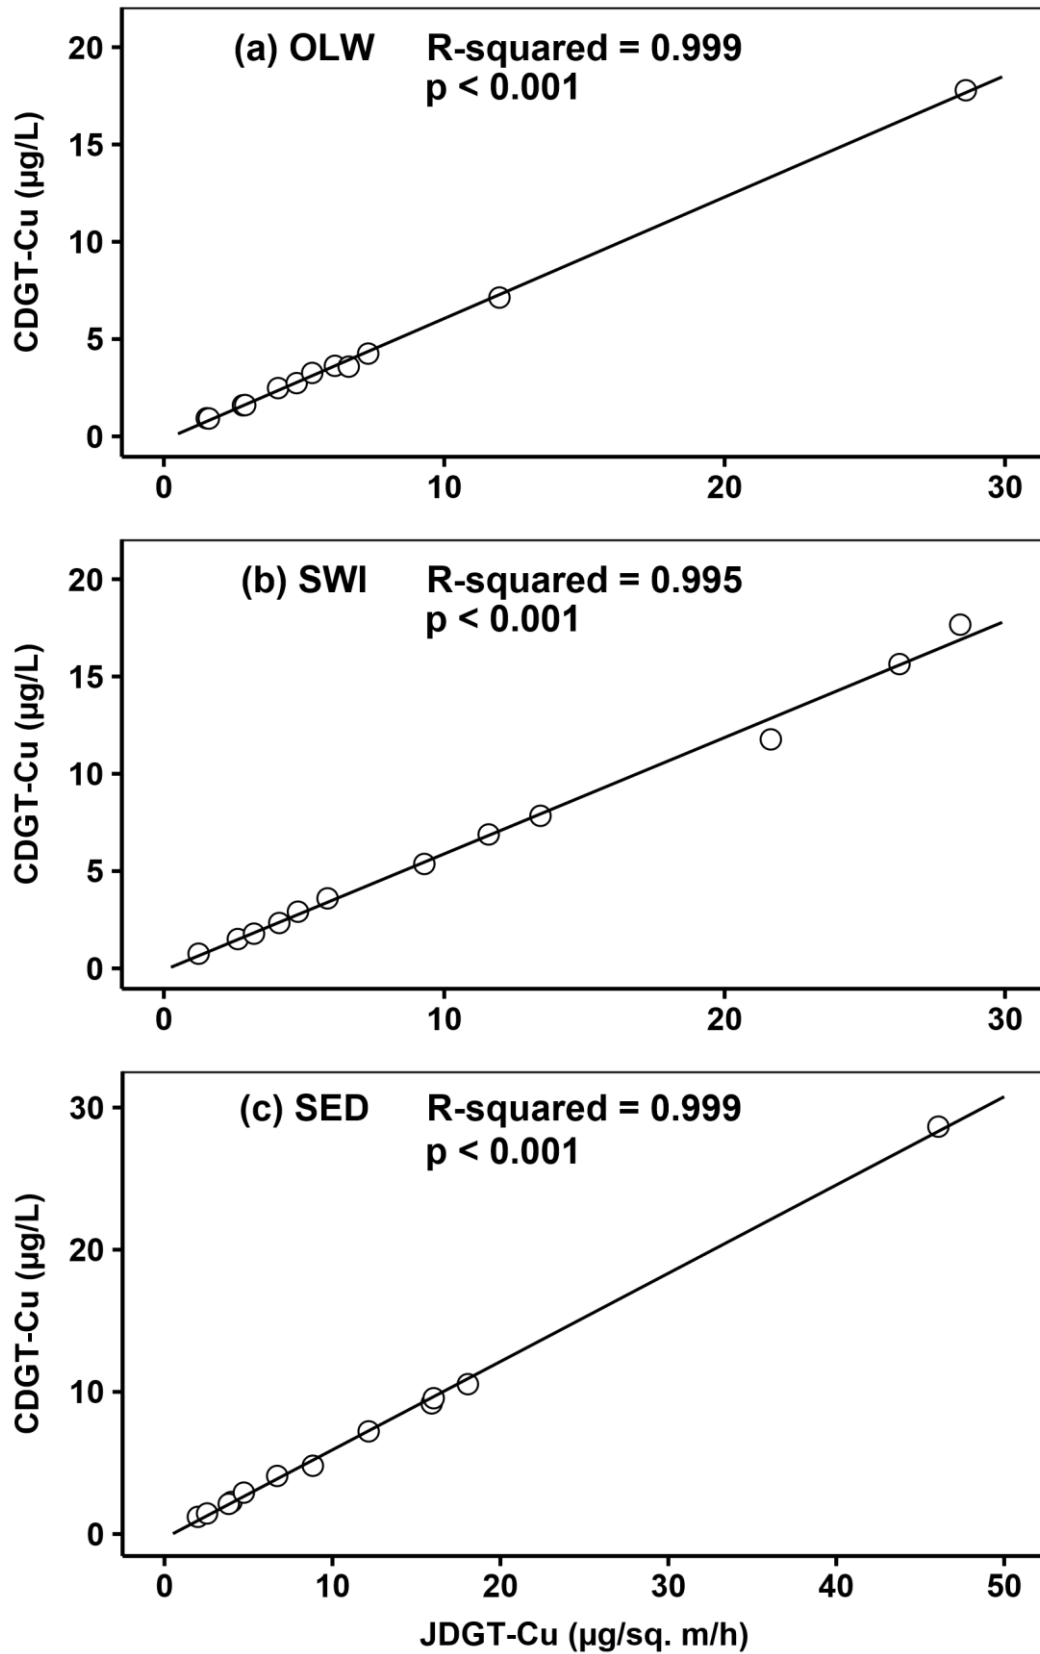 (a) OLW R-squared = 0.999
p < 0.001
CDGT-Cu (µg/L)
20
15
10
5
0
0 10 20 30
(b) SWI R-squared = 0.995
p < 0.001
CDGT-Cu (µg/L)
20
15
10
5
0
0 10 20 30
(c) SED R-squared = 0.999
p < 0.001
CDGT-Cu (µg/L)
30
20
10
0
0 10 20 30 40 50
JDGT-Cu (µg/sq. m/h)